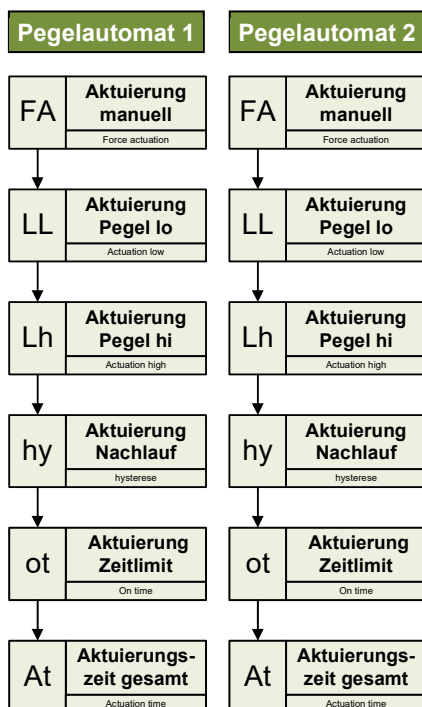 Pegelautomat 1
FA
Aktuierung
manuell
Force actuation
LL
Aktuierung
Pegel lo
Actuation low
Lh
Aktuierung
Pegel hi
Actuation high
hy
Aktuierung
Nachlauf
hysterese
ot
Aktuierung
Zeitlimit
On time
At
Aktuierungs-
zeit gesamt
Actuation time
Pegelautomat 2
FA
Aktuierung
manuell
Force actuation
LL
Aktuierung
Pegel lo
Actuation low
Lh
Aktuierung
Pegel hi
Actuation high
hy
Aktuierung
Nachlauf
hysterese
ot
Aktuierung
Zeitlimit
On time
At
Aktuierungs-
zeit gesamt
Actuation time